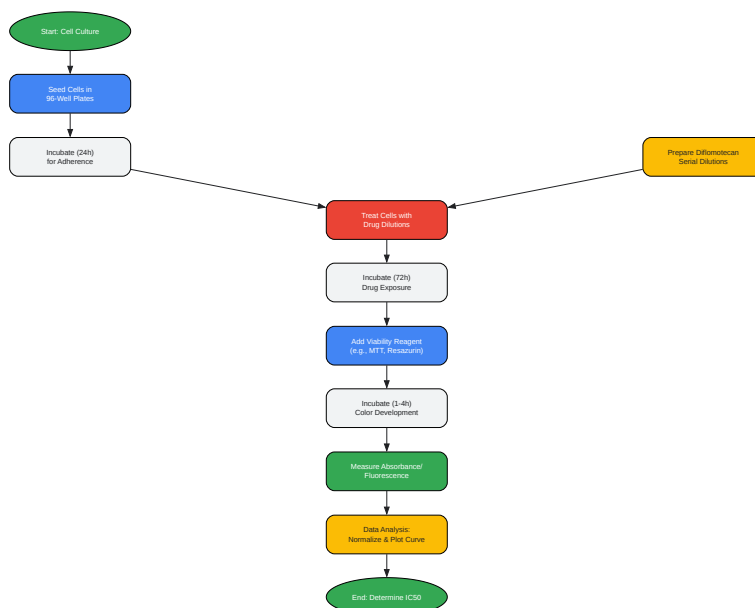 Start: Cell Culture
Seed Cells in
96-Well Plates
Incubate (24h)
for Adherence
Prepare Diflomotecan
Serial Dilutions
Treat Cells with
Drug Dilutions
Incubate (72h)
Drug Exposure
Add Viability Reagent
(e.g., MTT, Resazurin)
Incubate (1-4h)
Color Development
Measure Absorbance/
Fluorescence
Data Analysis:
Normalize & Plot Curve
End: Determine IC50